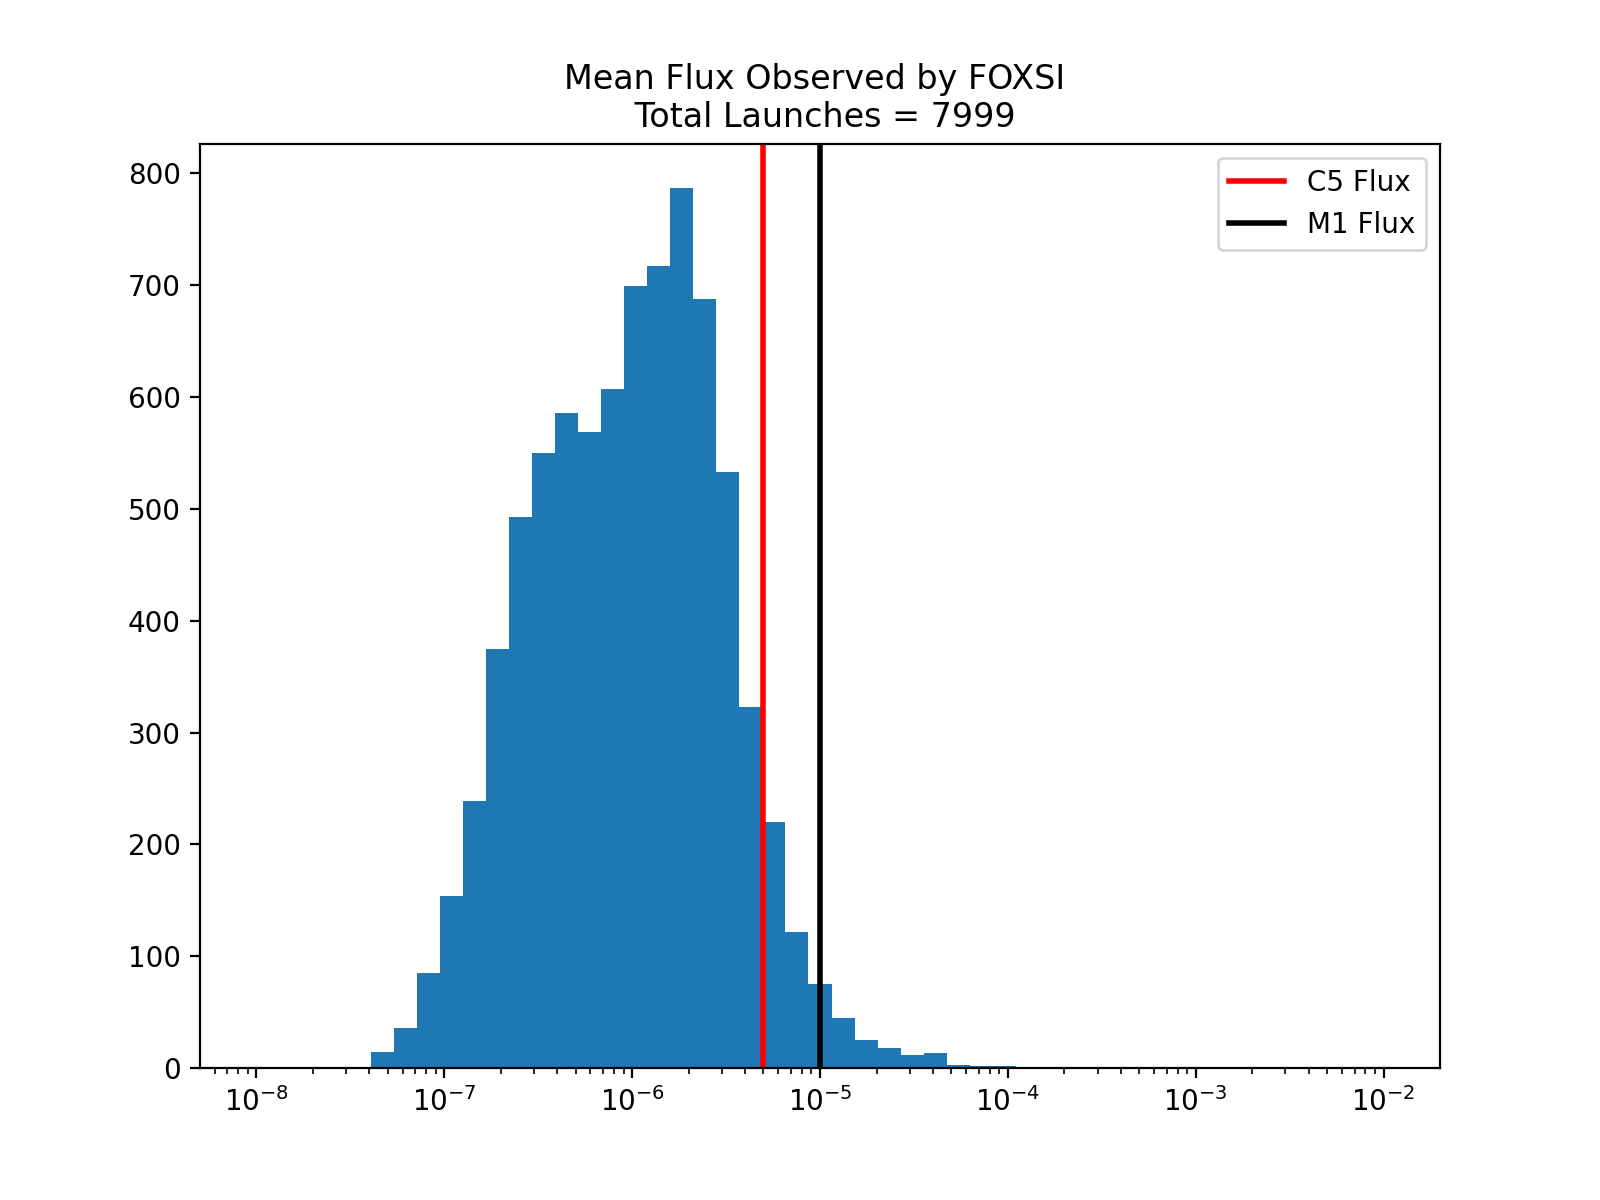 Mean Flux Observed by FOXSI
Total Launches = 7999
C5 Flux
M1 Flux
800
700
600
500
400
300
200
100
0
10⁻⁸ 10⁻⁷ 10⁻⁶ 10⁻⁵ 10⁻⁴ 10⁻³ 10⁻²